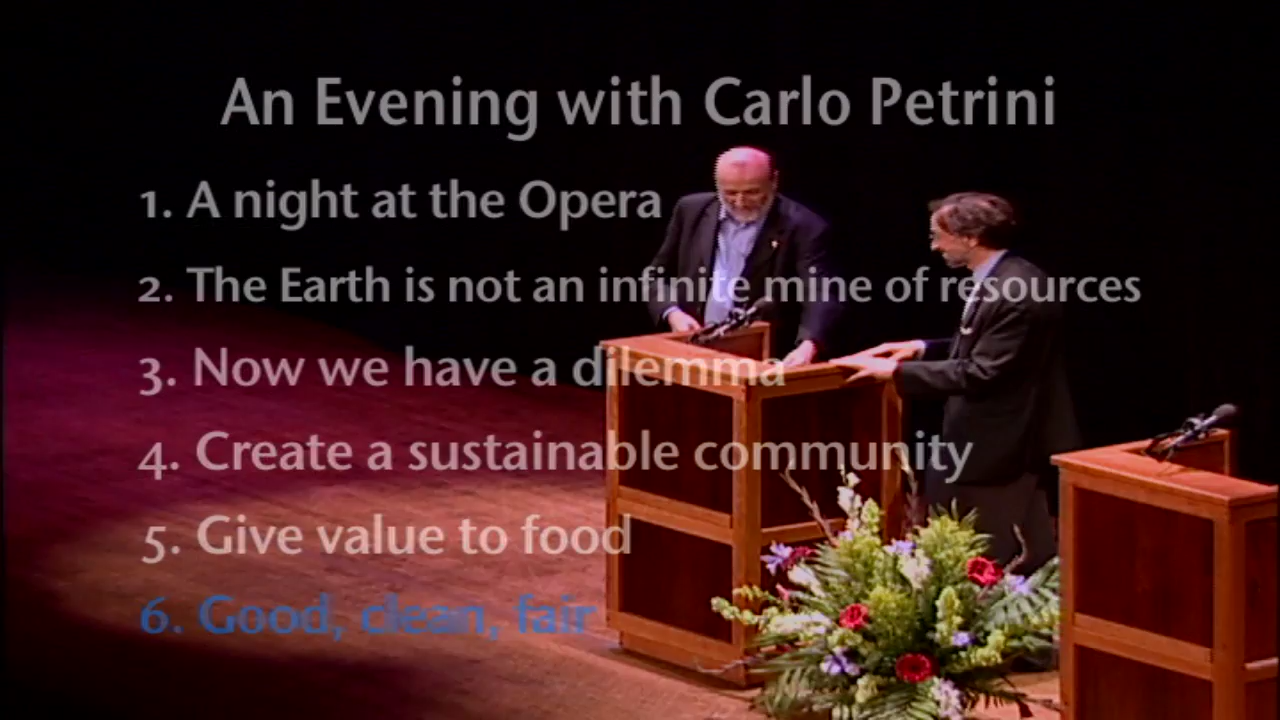 An Evening with Carlo Petrini
1. A night at the Opera
2. The Earth is not an infinite mine of resources
3. Now we have a dilemma
4. Create a sustainable community
5. Give value to food
6. Good, clean, fair